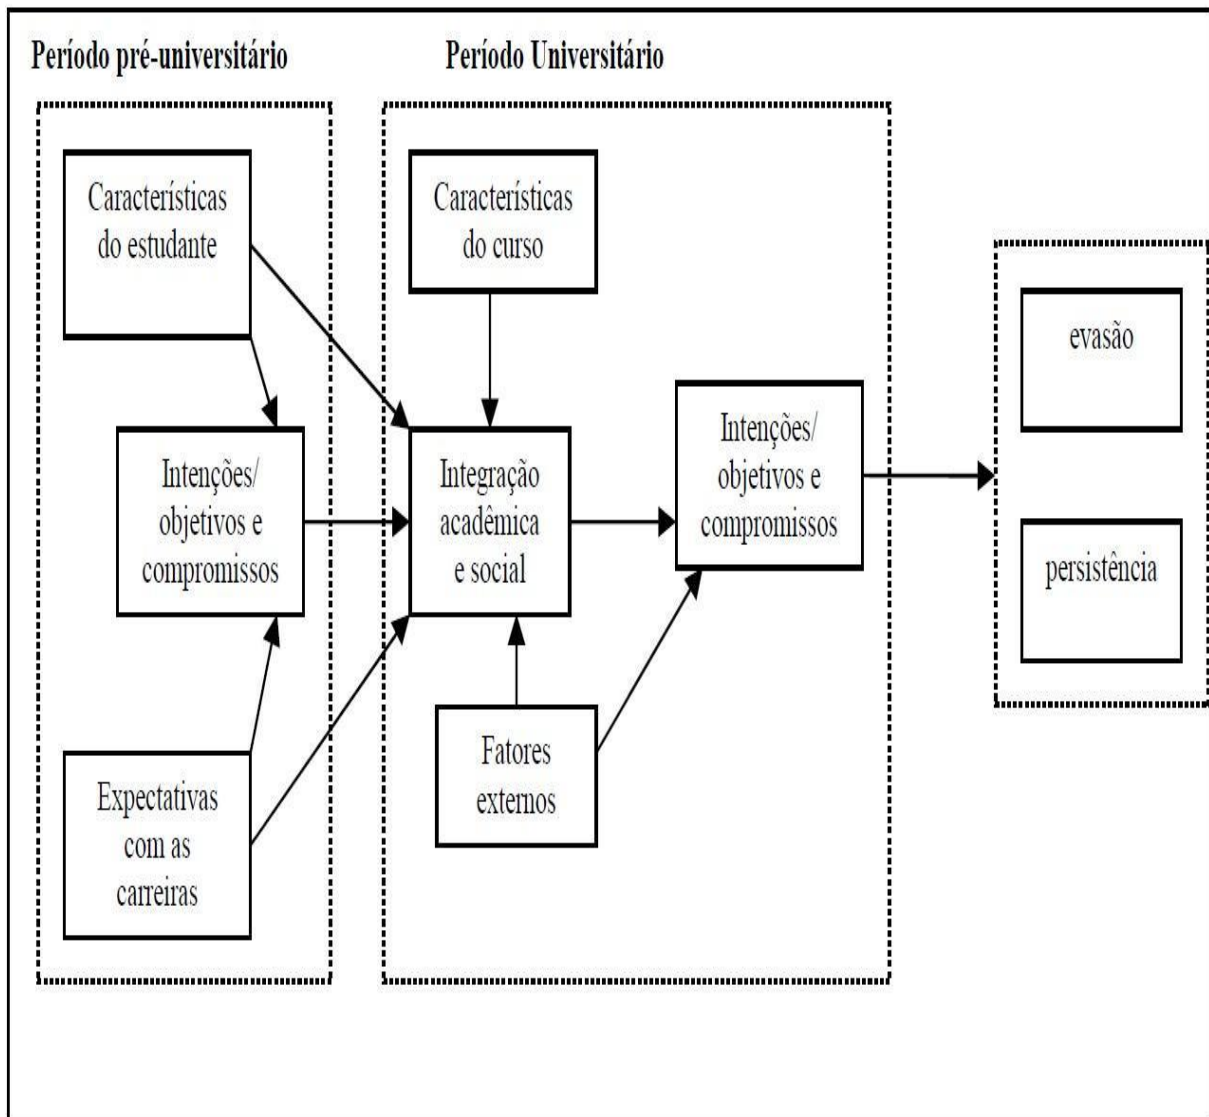 Período pré-universitário
Período Universitário
Características
do estudante
Intenções/
objetivos e
compromissos
Expectativas
com as
carreiras
Características
do curso
Integração
acadêmica
e social
Fatores
externos
Intenções/
objetivos e
compromissos
evasão
persistência